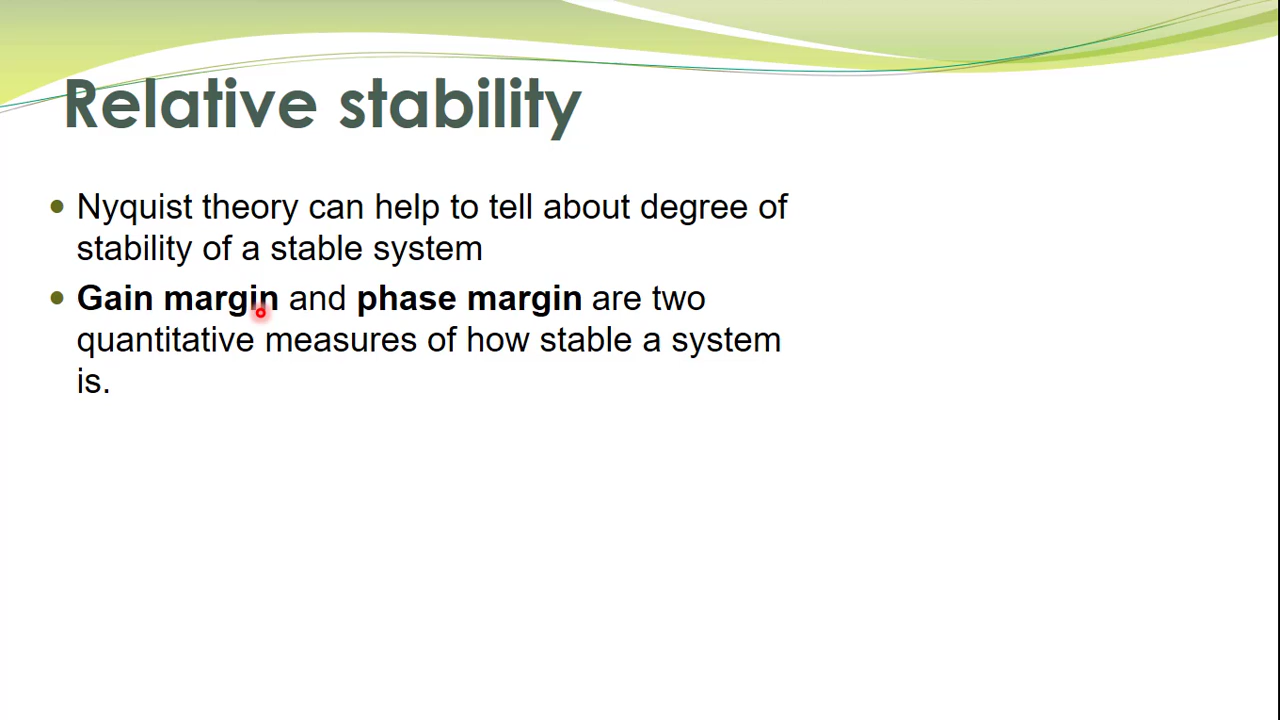 Relative stability
• Nyquist theory can help to tell about degree of
stability of a stable system
• Gain margin and phase margin are two
quantitative measures of how stable a system
is.